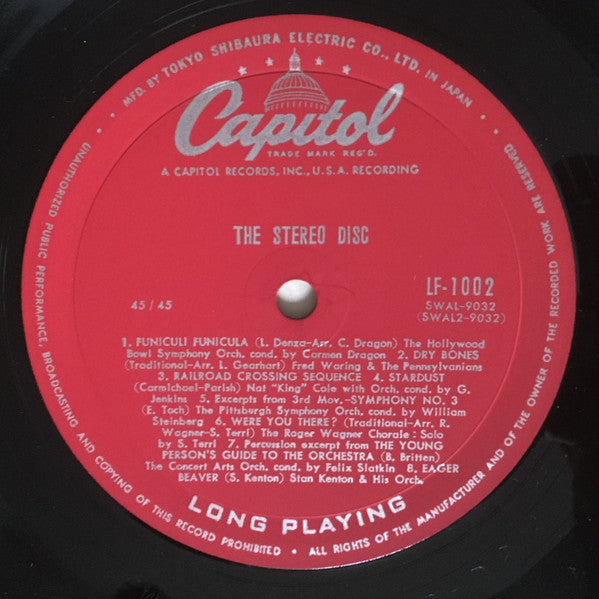 • MFD. BY TOKYO SHIBAURA ELECTRIC CO., LTD. IN JAPAN •
Capitol
TRADE MARK REG'D.
A CAPITOL RECORDS, INC., U.S.A. RECORDING
THE STEREO DISC
LF-1002
45/45
SWAL-9032
(SWAL2-9032)
1. FUNICULI FUNICULA (L. Denza-Arr. C. Dragon) The Hollywood
Bowl Symphony Orch. cond. by Carmen Dragon 2. DRY BONES
(Traditional-Arr. L. Gearhart) Fred Waring & The Pennsylvanians
3. RAILROAD CROSSING SEQUENCE 4. STARDUST
(Carmichael-Parish) Nat "King" Cole with Orch. cond. by G.
Jenkins 5. Excerpts from 3rd Mov.-SYMPHONY NO. 3
(E. Toch) The Pittsburgh Symphony Orch. cond. by William
Steinberg 6. WERE YOU THERE? (Traditional-Arr. R.
Wagner-S. Terri) The Roger Wagner Chorale : Solo
by S. Terri 7. Percussion excerpt from THE YOUNG
PERSON'S GUIDE TO THE ORCHESTRA (B. Britten)
The Concert Arts Orch. cond. by Felix Slatkin 8. EAGER
BEAVER (S. Kenton) Stan Kenton & His Orch.
LONG PLAYING
UNAUTHORIZED PUBLIC PERFORMANCE, BROADCASTING AND COPYING OF THIS RECORD PROHIBITED • ALL RIGHTS OF THE MANUFACTURER AND OF THE OWNER OF THE RECORDED WORK ARE RESERVED